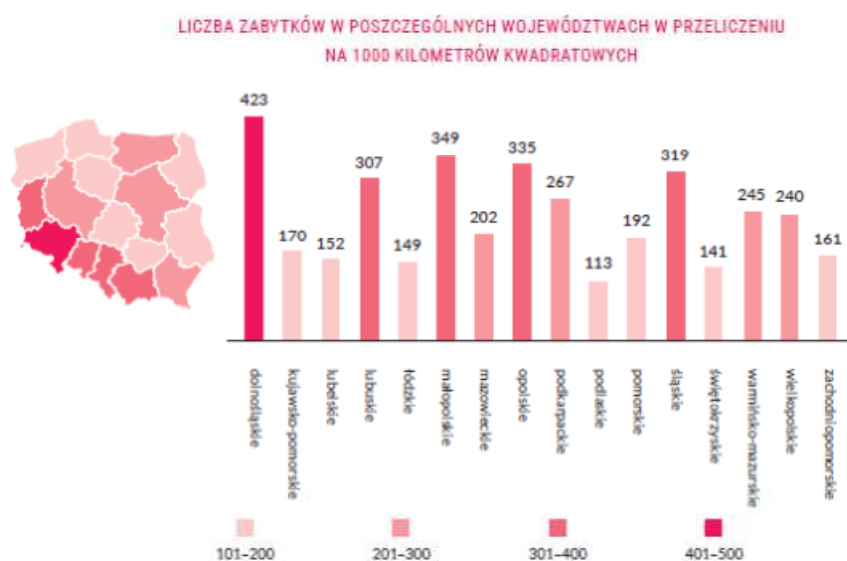 LICZBA ZABYTKÓW W POSZCZEGÓLNYCH WOJEWÓDZTWACH W PRZELICZENIU
NA 1000 KILOMETRÓW KWADRATOWYCH
423
170
152
307
149
349
202
335
267
113
192
319
141
245
240
161
dolnośląskie
kujawsko-pomorskie
lubelskie
lubuskie
łódzkie
małopolskie
mazowieckie
opolskie
podkarpackie
podlaskie
pomorskie
śląskie
świętokrzyskie
warmińsko-mazurskie
wielkopolskie
zachodniopomorskie
101–200
201–300
301–400
401–500